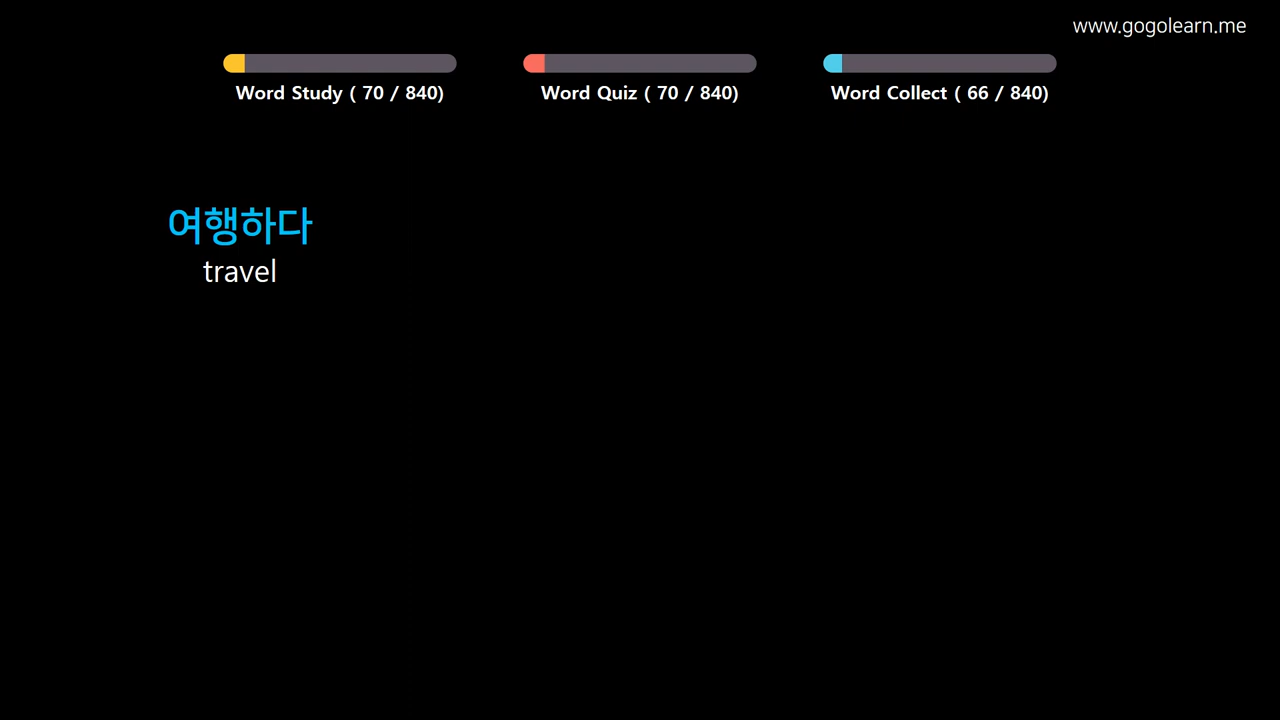 www.gogolearn.me
Word Study ( 70 / 840)
Word Quiz ( 70 / 840)
Word Collect ( 66 / 840)
여행하다
travel